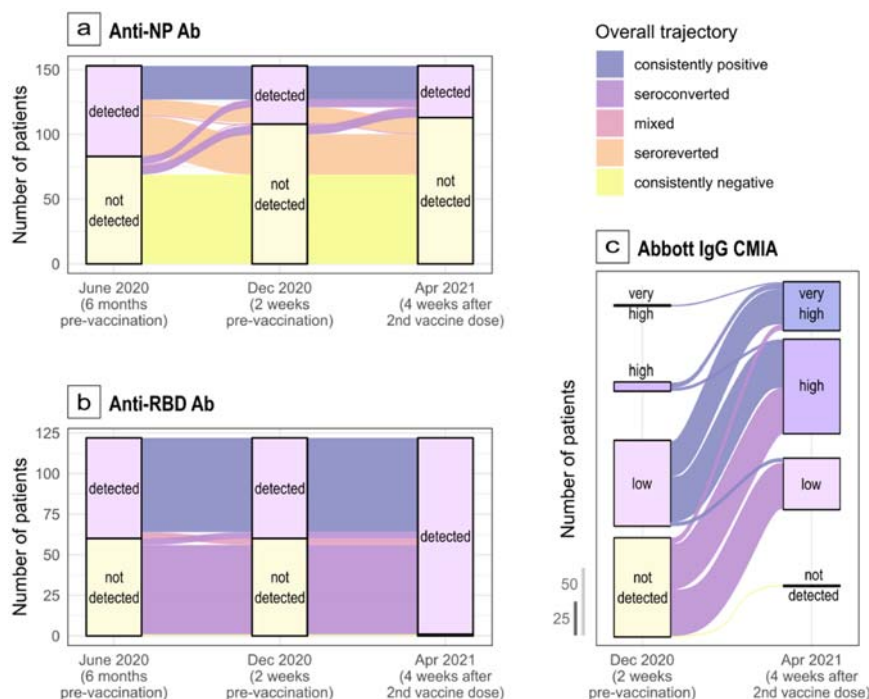 a Anti-NP Ab
Number of patients
150
100
50
0
detected
not
detected
detected
not
detected
detected
not
detected
June 2020
(6 months
pre-vaccination)
Dec 2020
(2 weeks
pre-vaccination)
Apr 2021
(4 weeks after
2nd vaccine dose)
Overall trajectory
consistently positive
seroconverted
mixed
seroreverted
consistently negative
b Anti-RBD Ab
Number of patients
125
100
75
50
25
0
detected
not
detected
detected
not
detected
detected
June 2020
(6 months
pre-vaccination)
Dec 2020
(2 weeks
pre-vaccination)
Apr 2021
(4 weeks after
2nd vaccine dose)
c Abbott IgG CMIA
Number of patients
50
25
very
high
high
low
not
detected
very
high
high
low
not
detected
Dec 2020
(2 weeks
pre-vaccination)
Apr 2021
(4 weeks after
2nd vaccine dose)